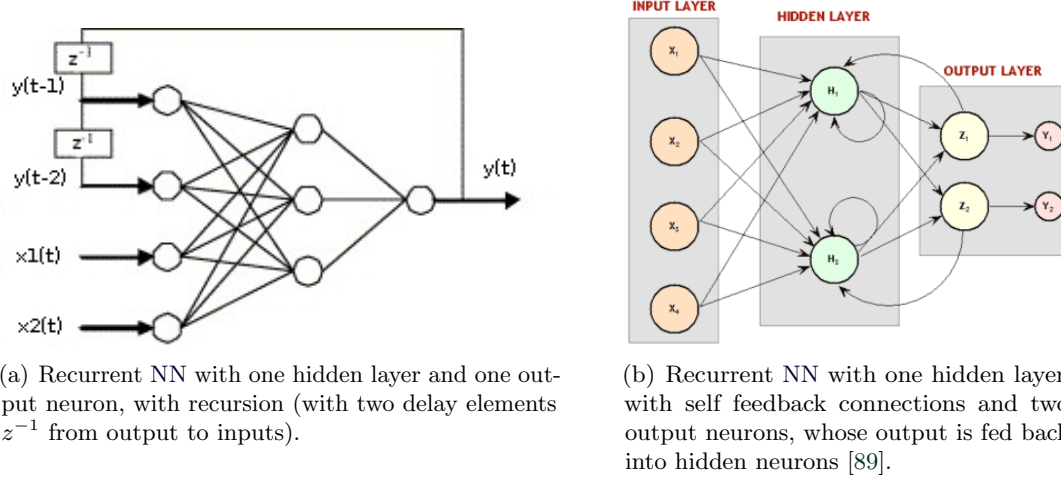 z⁻¹
y(t-1)
z⁻¹
y(t-2)
x1(t)
x2(t)
y(t)
(a) Recurrent NN with one hidden layer and one out-
put neuron, with recursion (with two delay elements
z⁻¹ from output to inputs).
INPUT LAYER
HIDDEN LAYER
OUTPUT LAYER
X₁
X₂
X₃
X₄
H₁
H₂
Z₁
Z₂
Y₁
Y₂
(b) Recurrent NN with one hidden layer
with self feedback connections and two
output neurons, whose output is fed back
into hidden neurons [89].